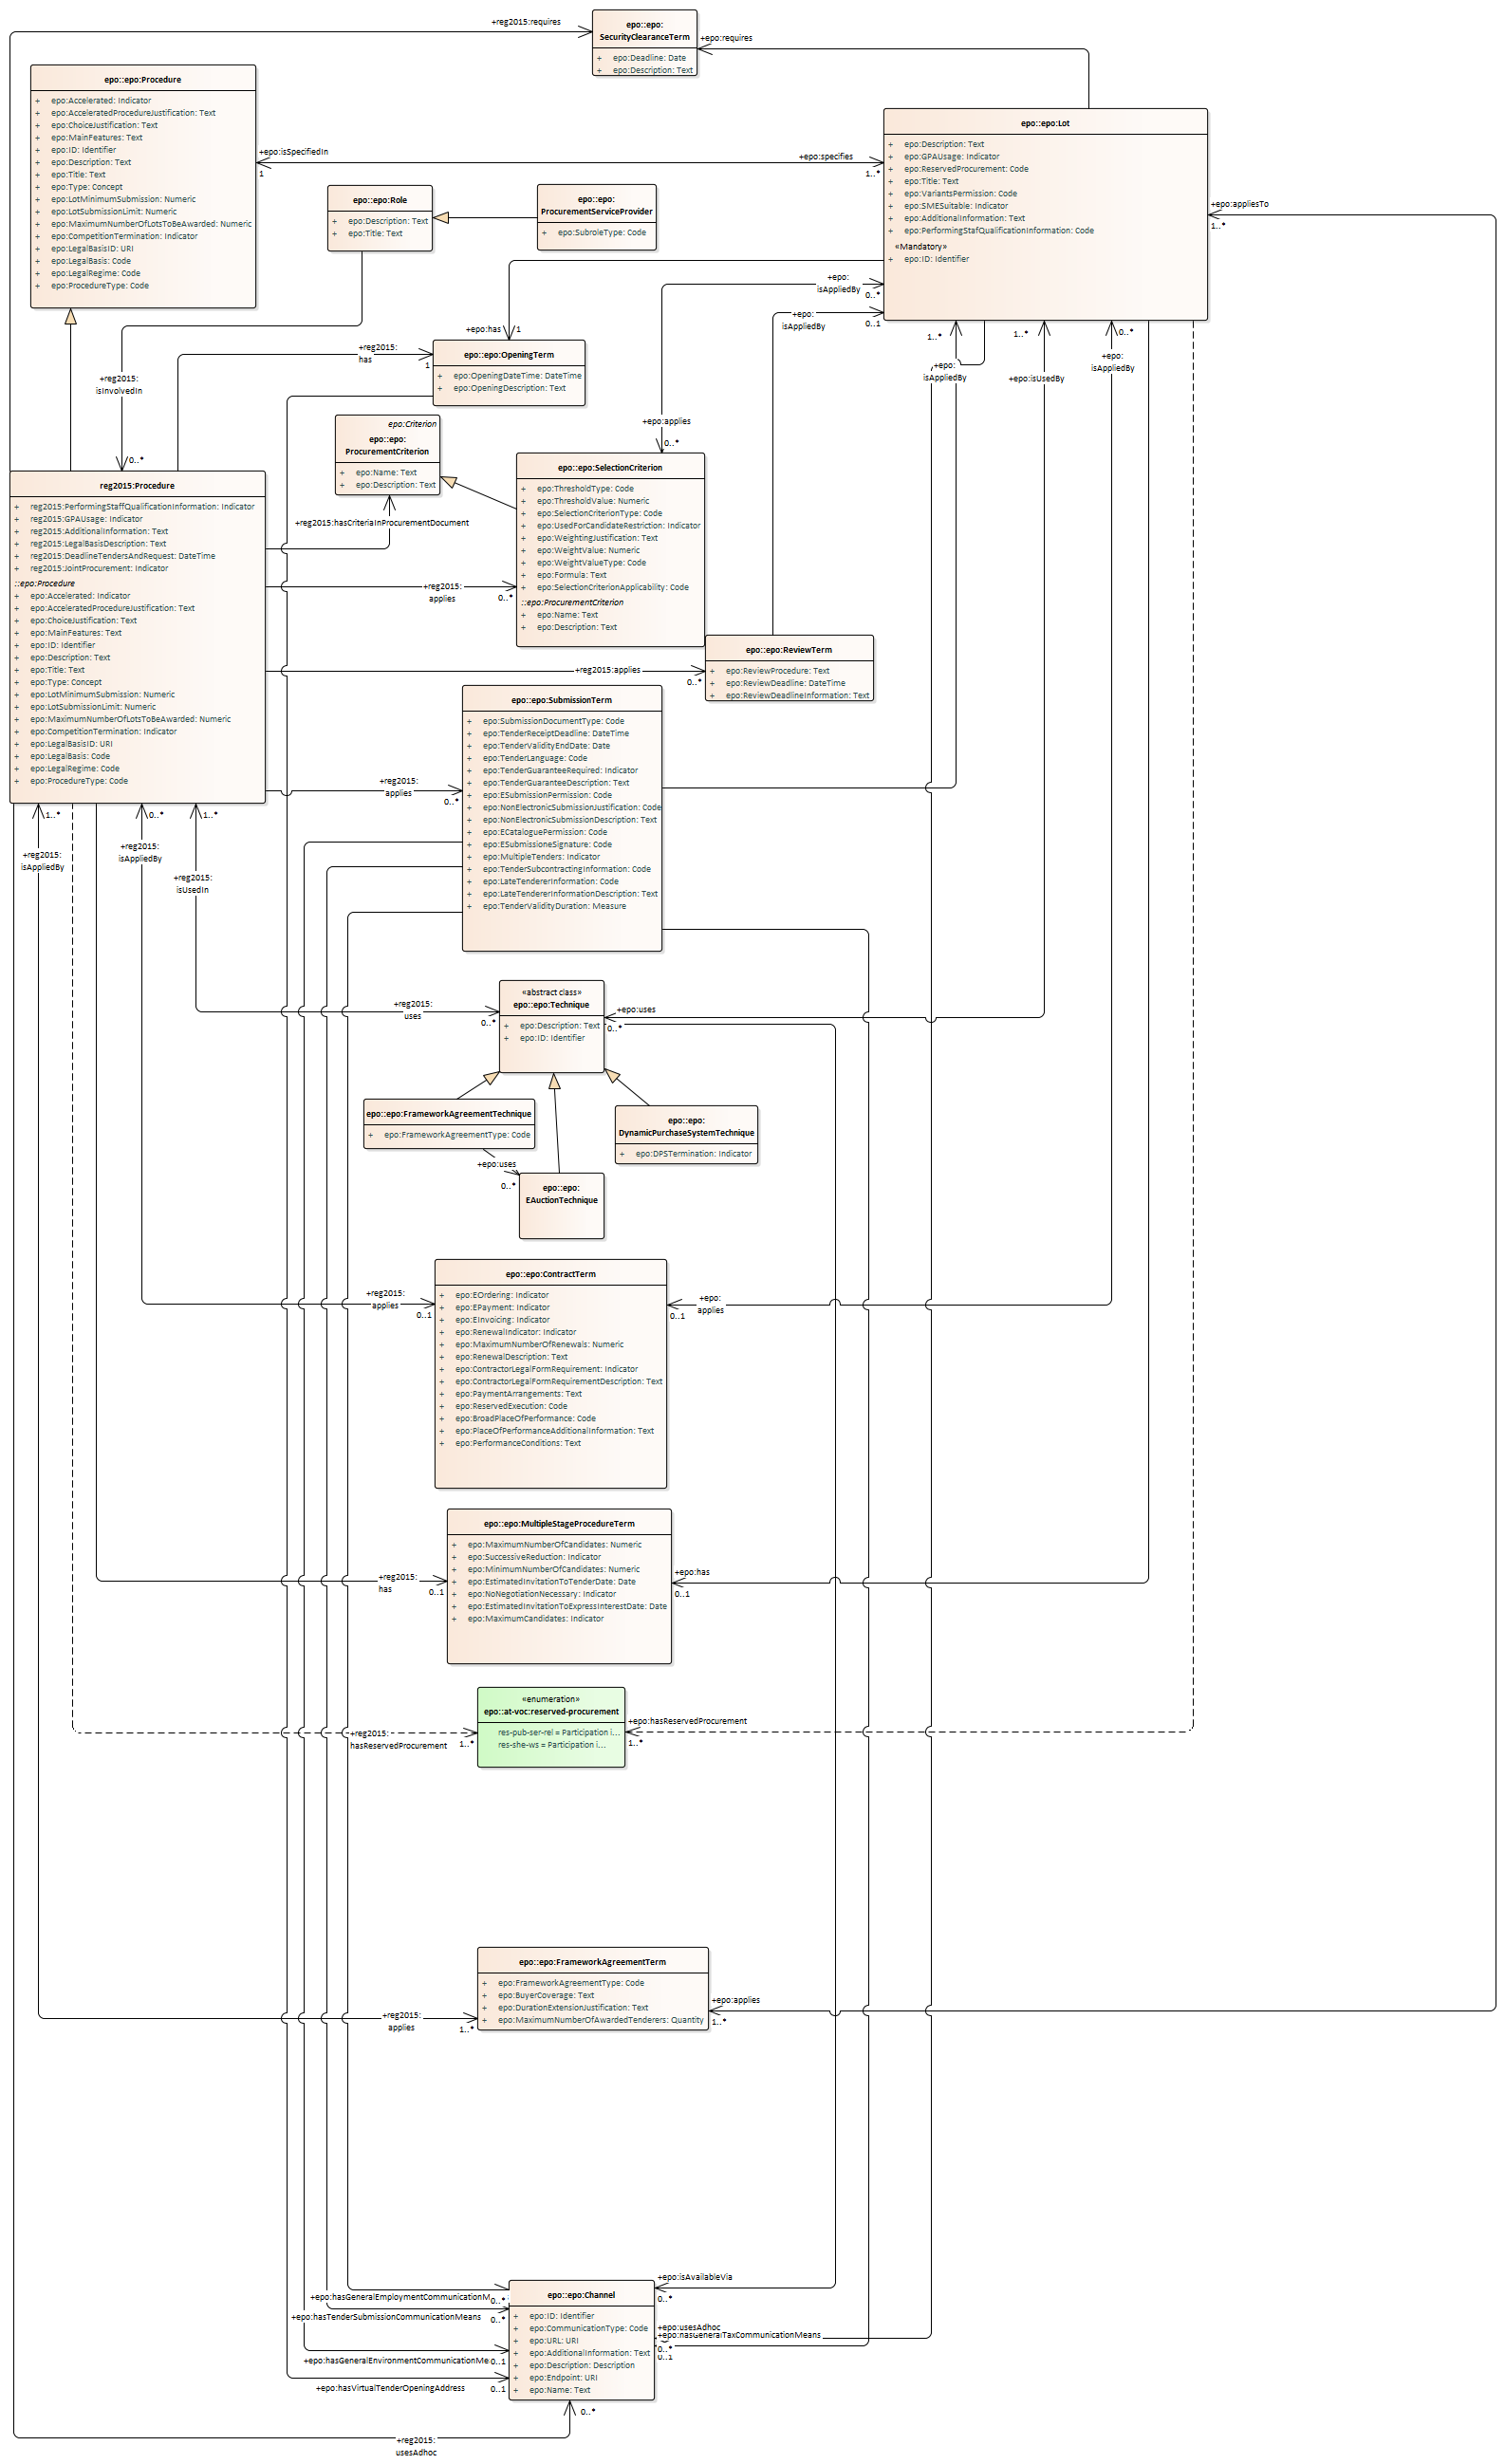 +reg2015:requires
epo::epo:
SecurityClearanceTerm
+ epo:Deadline: Date
+ epo:Description: Text
+epo:requires
epo::epo:Procedure
+ epo:Accelerated: Indicator
+ epo:AcceleratedProcedureJustification: Text
+ epo:ChoiceJustification: Text
+ epo:MainFeatures: Text
+ epo:ID: Identifier
+ epo:Description: Text
+ epo:Title: Text
+ epo:Type: Concept
+ epo:LotMinimumSubmission: Numeric
+ epo:LotSubmissionLimit: Numeric
+ epo:MaximumNumberOfLotsToBeAwarded: Numeric
+ epo:CompetitionTermination: Indicator
+ epo:LegalBasisID: URI
+ epo:LegalBasis: Code
+ epo:LegalRegime: Code
+ epo:ProcedureType: Code
+epo:isSpecifiedIn
1
+epo:specifies
1..*
epo::epo:Lot
+ epo:Description: Text
+ epo:GPAUsage: Indicator
+ epo:ReservedProcurement: Code
+ epo:Title: Text
+ epo:VariantsPermission: Code
+ epo:SMESuitable: Indicator
+ epo:AdditionalInformation: Text
+ epo:PerformingStafQualificationInformation: Code
«Mandatory»
+ epo:ID: Identifier
+epo:appliesTo
1..*
epo::epo:Role
+ epo:Description: Text
+ epo:Title: Text
epo::epo:
ProcurementServiceProvider
+ epo:SubroleType: Code
+epo:
isAppliedBy
0..*
+epo:
isAppliedBy
0..1
+epo:has
1
+reg2015:
has
1
epo::epo:OpeningTerm
+ epo:OpeningDateTime: DateTime
+ epo:OpeningDescription: Text
+reg2015:
isInvolvedIn
0..*
1..*
+epo:
isAppliedBy
1..*
+epo:isUsedBy
0..*
+epo:
isAppliedBy
epo:Criterion
epo::epo:
ProcurementCriterion
+ epo:Name: Text
+ epo:Description: Text
+epo:applies
0..*
+reg2015:hasCriteriaInProcurementDocument
epo::epo:SelectionCriterion
+ epo:ThresholdType: Code
+ epo:ThresholdValue: Numeric
+ epo:SelectionCriterionType: Code
+ epo:UsedForCandidateRestriction: Indicator
+ epo:WeightingJustification: Text
+ epo:WeightValue: Numeric
+ epo:WeightValueType: Code
+ epo:Formula: Text
+ epo:SelectionCriterionApplicability: Code
::epo:ProcurementCriterion
+ epo:Name: Text
+ epo:Description: Text
reg2015:Procedure
+ reg2015:PerformingStaffQualificationInformation: Indicator
+ reg2015:GPAUsage: Indicator
+ reg2015:AdditionalInformation: Text
+ reg2015:LegalBasisDescription: Text
+ reg2015:DeadlineTendersAndRequest: DateTime
+ reg2015:JointProcurement: Indicator
::epo:Procedure
+ epo:Accelerated: Indicator
+ epo:AcceleratedProcedureJustification: Text
+ epo:ChoiceJustification: Text
+ epo:MainFeatures: Text
+ epo:ID: Identifier
+ epo:Description: Text
+ epo:Title: Text
+ epo:Type: Concept
+ epo:LotMinimumSubmission: Numeric
+ epo:LotSubmissionLimit: Numeric
+ epo:MaximumNumberOfLotsToBeAwarded: Numeric
+ epo:CompetitionTermination: Indicator
+ epo:LegalBasisID: URI
+ epo:LegalBasis: Code
+ epo:LegalRegime: Code
+ epo:ProcedureType: Code
+reg2015:
applies
0..*
+reg2015:applies
0..*
epo::epo:ReviewTerm
+ epo:ReviewProcedure: Text
+ epo:ReviewDeadline: DateTime
+ epo:ReviewDeadlineInformation: Text
+reg2015:
applies
0..*
epo::epo:SubmissionTerm
+ epo:SubmissionDocumentType: Code
+ epo:TenderReceiptDeadline: DateTime
+ epo:TenderValidityEndDate: Date
+ epo:TenderLanguage: Code
+ epo:TenderGuaranteeRequired: Indicator
+ epo:TenderGuaranteeDescription: Text
+ epo:ESubmissionPermission: Code
+ epo:NonElectronicSubmissionJustification: Code
+ epo:NonElectronicSubmissionDescription: Text
+ epo:ECataloguePermission: Code
+ epo:ESubmissioneSignature: Code
+ epo:MultipleTenders: Indicator
+ epo:TenderSubcontractingInformation: Code
+ epo:LateTendererInformation: Code
+ epo:LateTendererInformationDescription: Text
+ epo:TenderValidityDuration: Measure
1..*
+reg2015:
isAppliedBy
0..*
+reg2015:
isAppliedBy
1..*
+reg2015:
isUsedIn
+reg2015:
uses
0..*
«abstract class»
epo::epo:Technique
+ epo:Description: Text
+ epo:ID: Identifier
+epo:uses
0..*
epo::epo:FrameworkAgreementTechnique
+ epo:FrameworkAgreementType: Code
epo::epo:
DynamicPurchaseSystemTechnique
+ epo:DPSTermination: Indicator
+epo:uses
0..*
epo::epo:
EAuctionTechnique
epo::epo:ContractTerm
+ epo:EOrdering: Indicator
+ epo:EPayment: Indicator
+ epo:EInvoicing: Indicator
+ epo:RenewalIndicator: Indicator
+ epo:MaximumNumberOfRenewals: Numeric
+ epo:RenewalDescription: Text
+ epo:ContractorLegalFormRequirement: Indicator
+ epo:ContractorLegalFormRequirementDescription: Text
+ epo:PaymentArrangements: Text
+ epo:ReservedExecution: Code
+ epo:BroadPlaceOfPerformance: Code
+ epo:PlaceOfPerformanceAdditionalInformation: Text
+ epo:PerformanceConditions: Text
+reg2015:
applies
0..1
+epo:
applies
0..1
epo::epo:MultipleStageProcedureTerm
+ epo:MaximumNumberOfCandidates: Numeric
+ epo:SuccessiveReduction: Indicator
+ epo:MinimumNumberOfCandidates: Numeric
+ epo:EstimatedInvitationToTenderDate: Date
+ epo:NoNegotiationNecessary: Indicator
+ epo:EstimatedInvitationToExpressInterestDate: Date
+ epo:MaximumCandidates: Indicator
+reg2015:
has
0..1
+epo:has
0..1
«enumeration»
epo::at-voc:reserved-procurement
res-pub-ser-rel = Participation i...
res-she-ws = Participation i...
+reg2015:
hasReservedProcurement
1..*
+epo:hasReservedProcurement
1..*
epo::epo:FrameworkAgreementTerm
+ epo:FrameworkAgreementType: Code
+ epo:BuyerCoverage: Text
+ epo:DurationExtensionJustification: Text
+ epo:MaximumNumberOfAwardedTenderers: Quantity
+reg2015:
applies
1..*
+epo:applies
1..*
epo::epo:Channel
+ epo:ID: Identifier
+ epo:CommunicationType: Code
+ epo:URL: URI
+ epo:AdditionalInformation: Text
+ epo:Description: Description
+ epo:Endpoint: URI
+ epo:Name: Text
+epo:isAvailableVia
0..*
+epo:hasGeneralEmploymentCommunicationM
0..*
+epo:hasTenderSubmissionCommunicationMeans
0..*
+epo:usesAdhoc
+epo:hasGeneralTaxCommunicationMeans
0..*
0..1
+epo:hasGeneralEnvironmentCommunicationMe
0..1
+epo:hasVirtualTenderOpeningAddress
0..1
0..*
+reg2015:
usesAdhoc